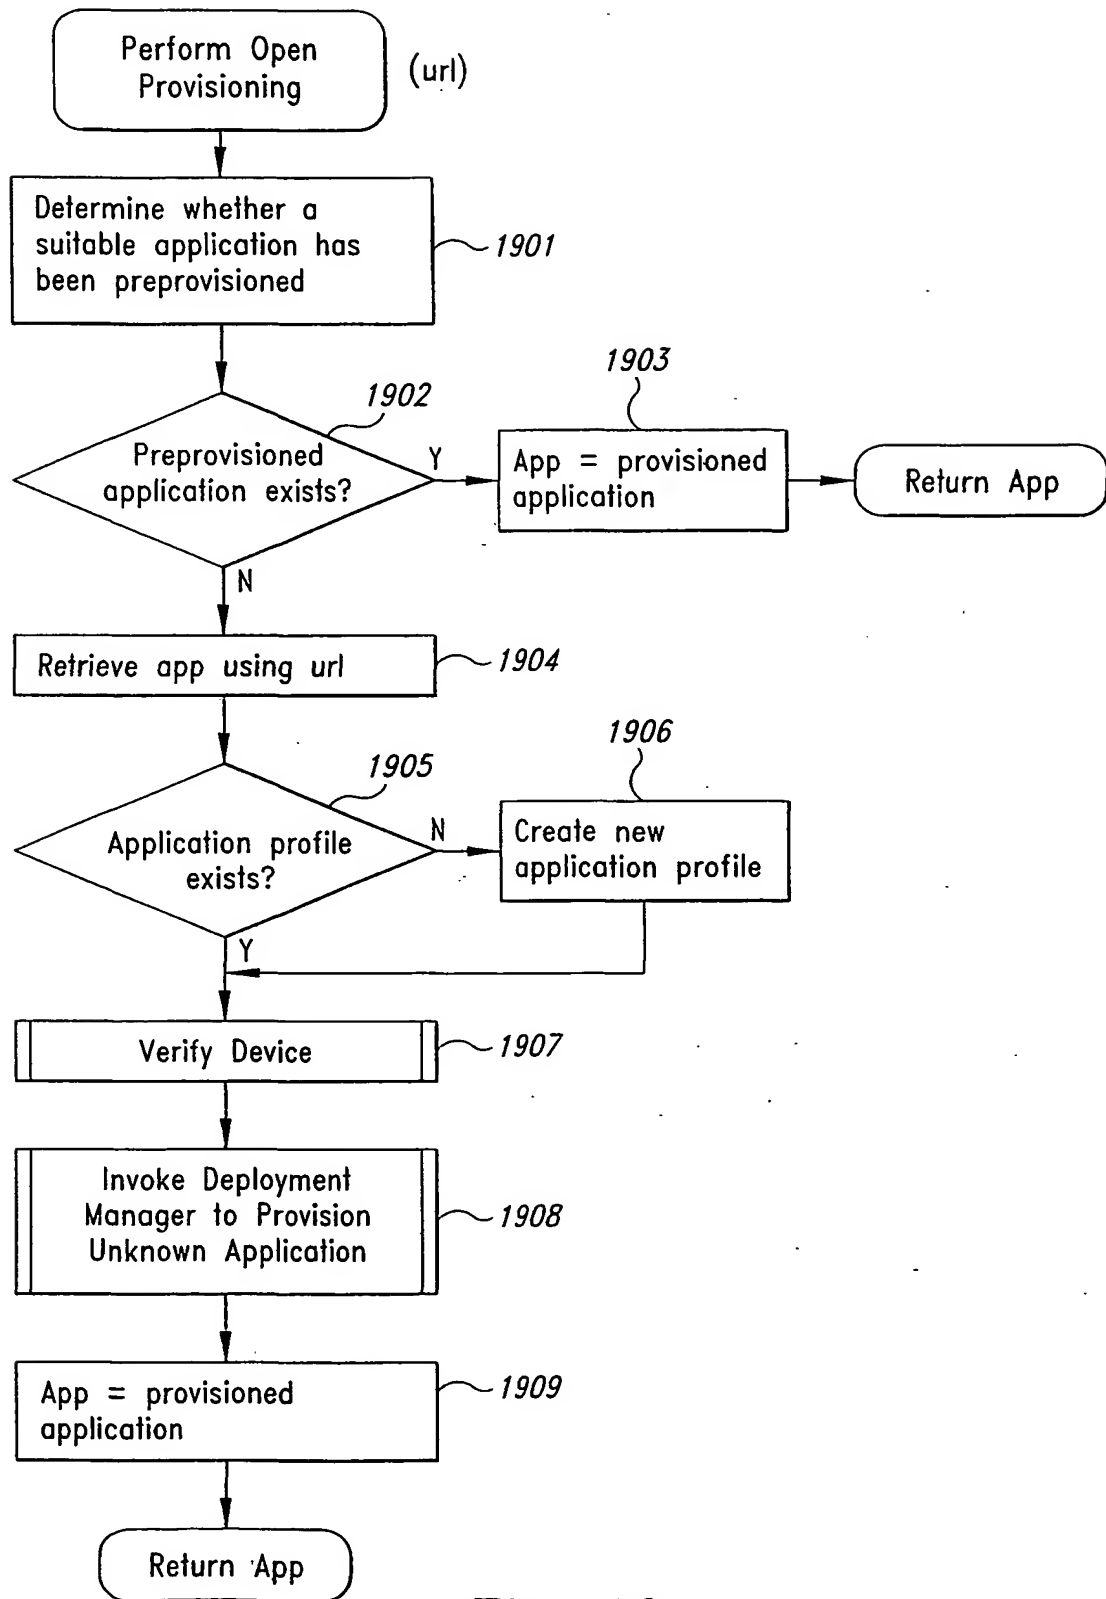 Perform Open
Provisioning
(url)
Determine whether a
suitable application has
been preprovisioned
1901
1902
Preprovisioned
application exists?
Y
N
1903
App = provisioned
application
Return App
Retrieve app using url
1904
1905
Application profile
exists?
N
Y
1906
Create new
application profile
Verify Device
1907
Invoke Deployment
Manager to Provision
Unknown Application
1908
App = provisioned
application
1909
Return App